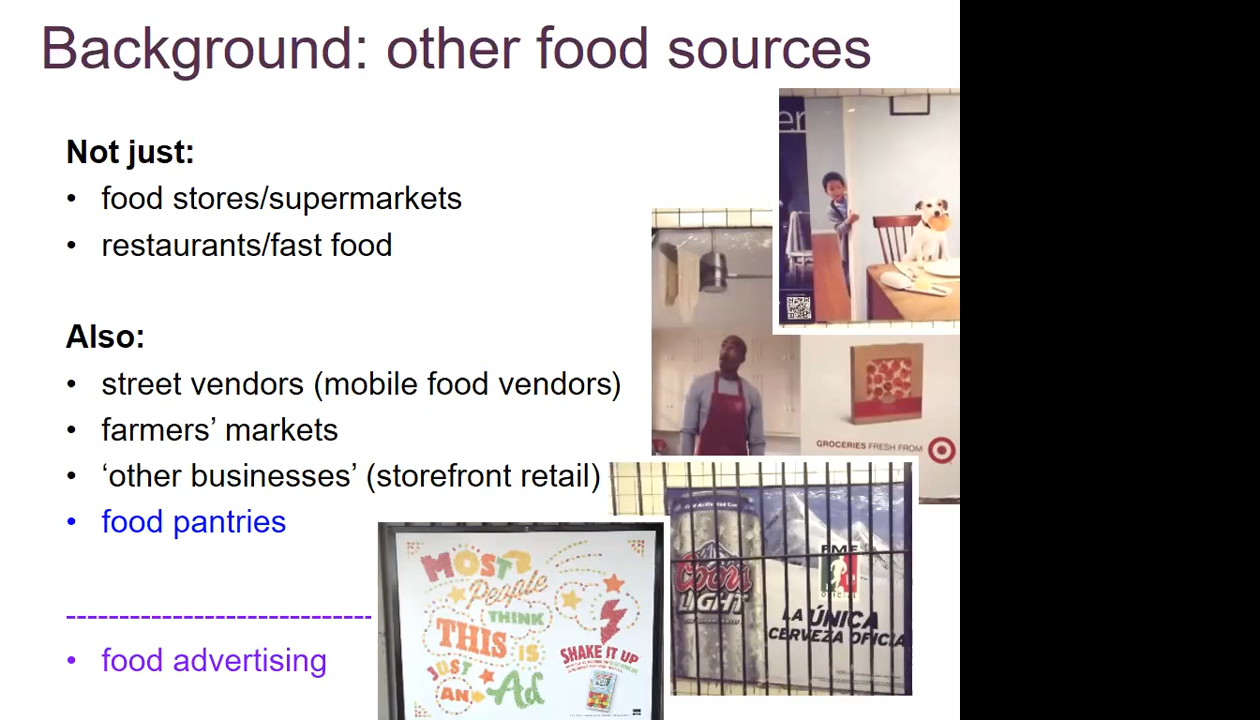 Background: other food sources
Not just:
• food stores/supermarkets
• restaurants/fast food
Also:
• street vendors (mobile food vendors)
• farmers’ markets
• ‘other businesses’ (storefront retail)
• food pantries
-----------------------------
• food advertising
er
GROCERIES FRESH FROM
Coors
LIGHT
FMF
LA ÚNICA
CERVEZA OFICIA
MOST
People
THINK
THIS IS
JUST
AN Ad
SHAKE IT UP